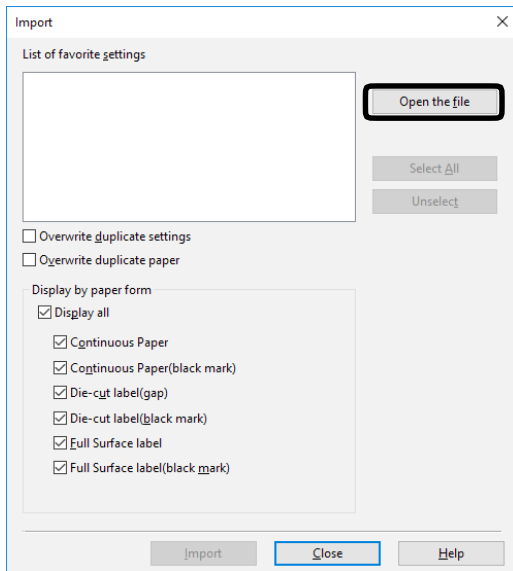 Import
List of favorite settings
Open the file
Select All
Unselect
Overwrite duplicate settings
Overwrite duplicate paper
Display by paper form
Display all
Continuous Paper
Continuous Paper(black mark)
Die-cut label(gap)
Die-cut label(black mark)
Full Surface label
Full Surface label(black mark)
Import Close Help